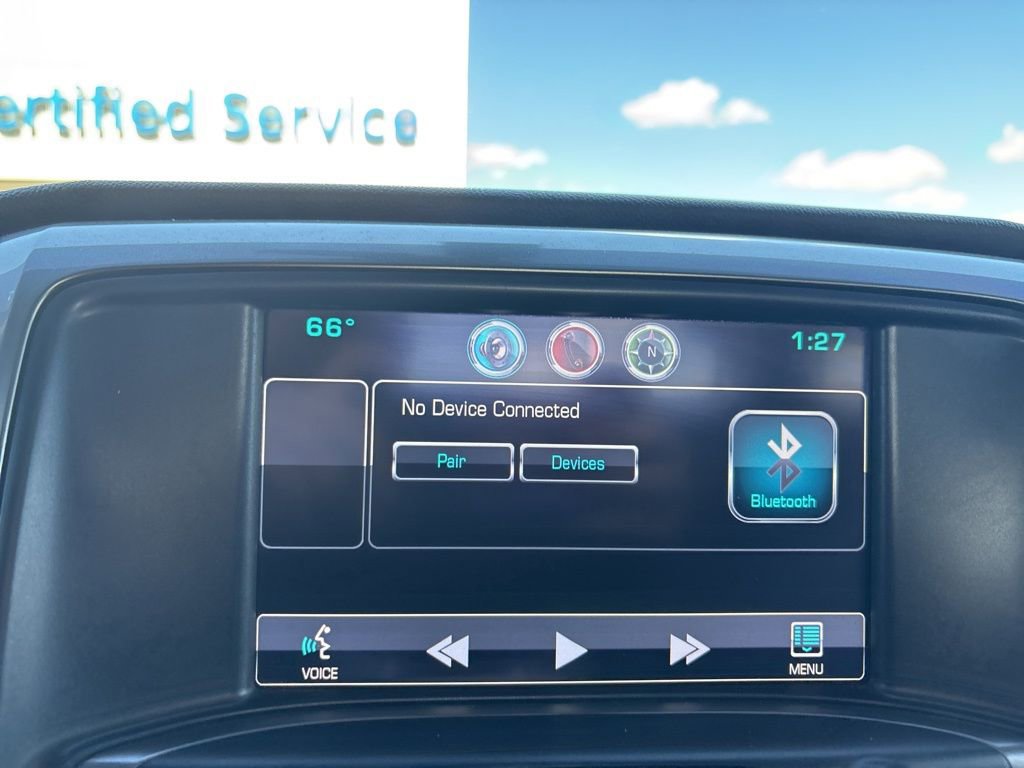 ertified Service
66°
N
1:27
No Device Connected
Pair
Devices
Bluetooth
VOICE
MENU